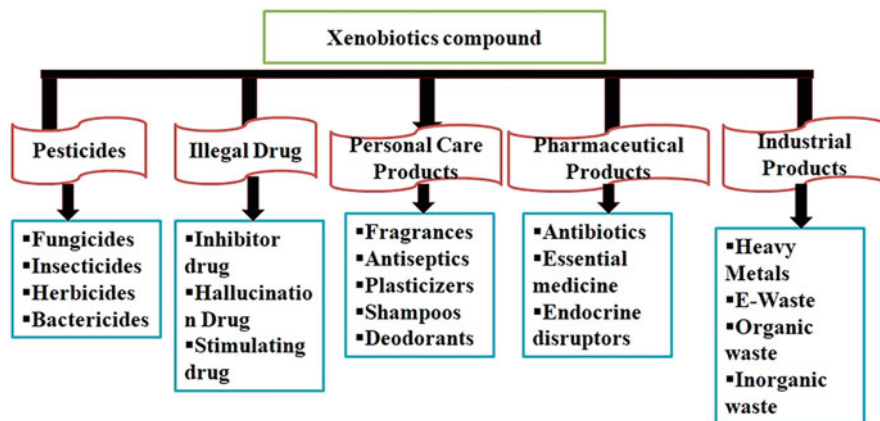 Xenobiotics compound
Pesticides
Illegal Drug
Personal Care
Products
Pharmaceutical
Products
Industrial
Products
▪Fungicides
▪Insecticides
▪Herbicides
▪Bactericides
▪Inhibitor
drug
▪Hallucinatio
n Drug
▪Stimulating
drug
▪Fragrances
▪Antiseptics
▪Plasticizers
▪Shampoos
▪Deodorants
▪Antibiotics
▪Essential
medicine
▪Endocrine
disruptors
▪Heavy
Metals
▪E-Waste
▪Organic
waste
▪Inorganic
waste